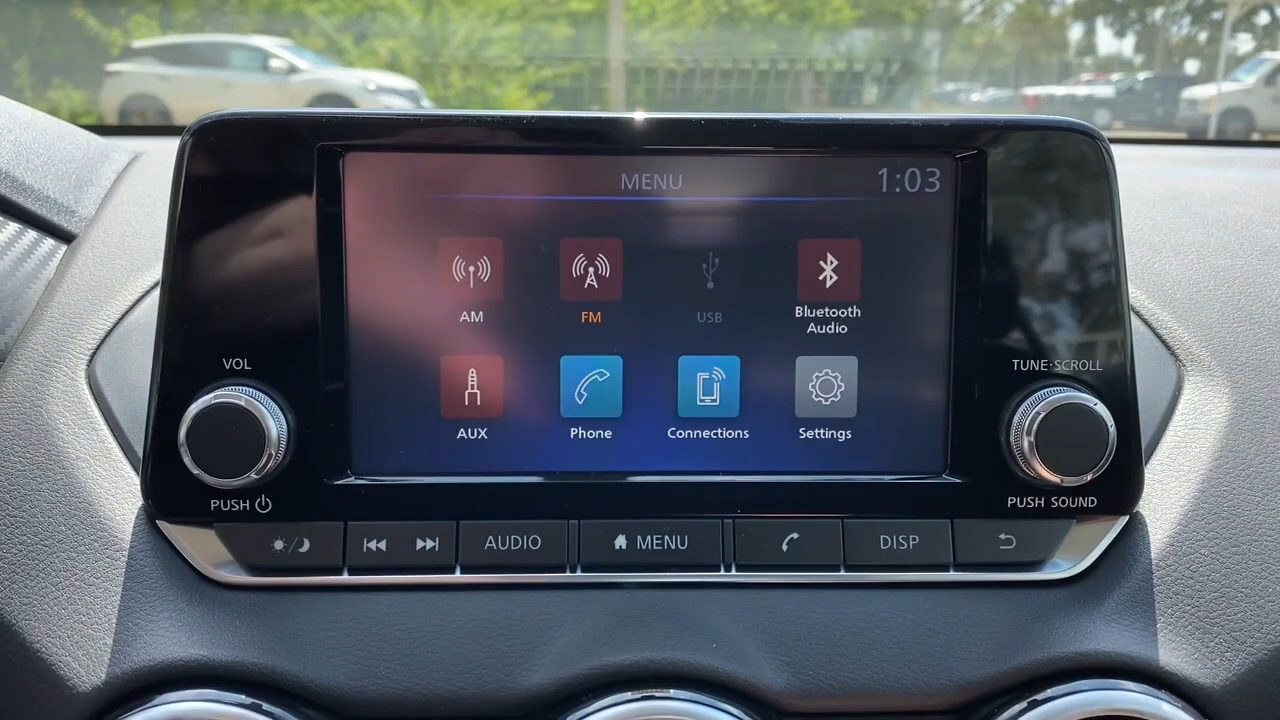 MENU
1:03
AM
FM
USB
Bluetooth
Audio
AUX
Phone
Connections
Settings
VOL
PUSH
TUNE·SCROLL
PUSH SOUND
AUDIO
MENU
DISP